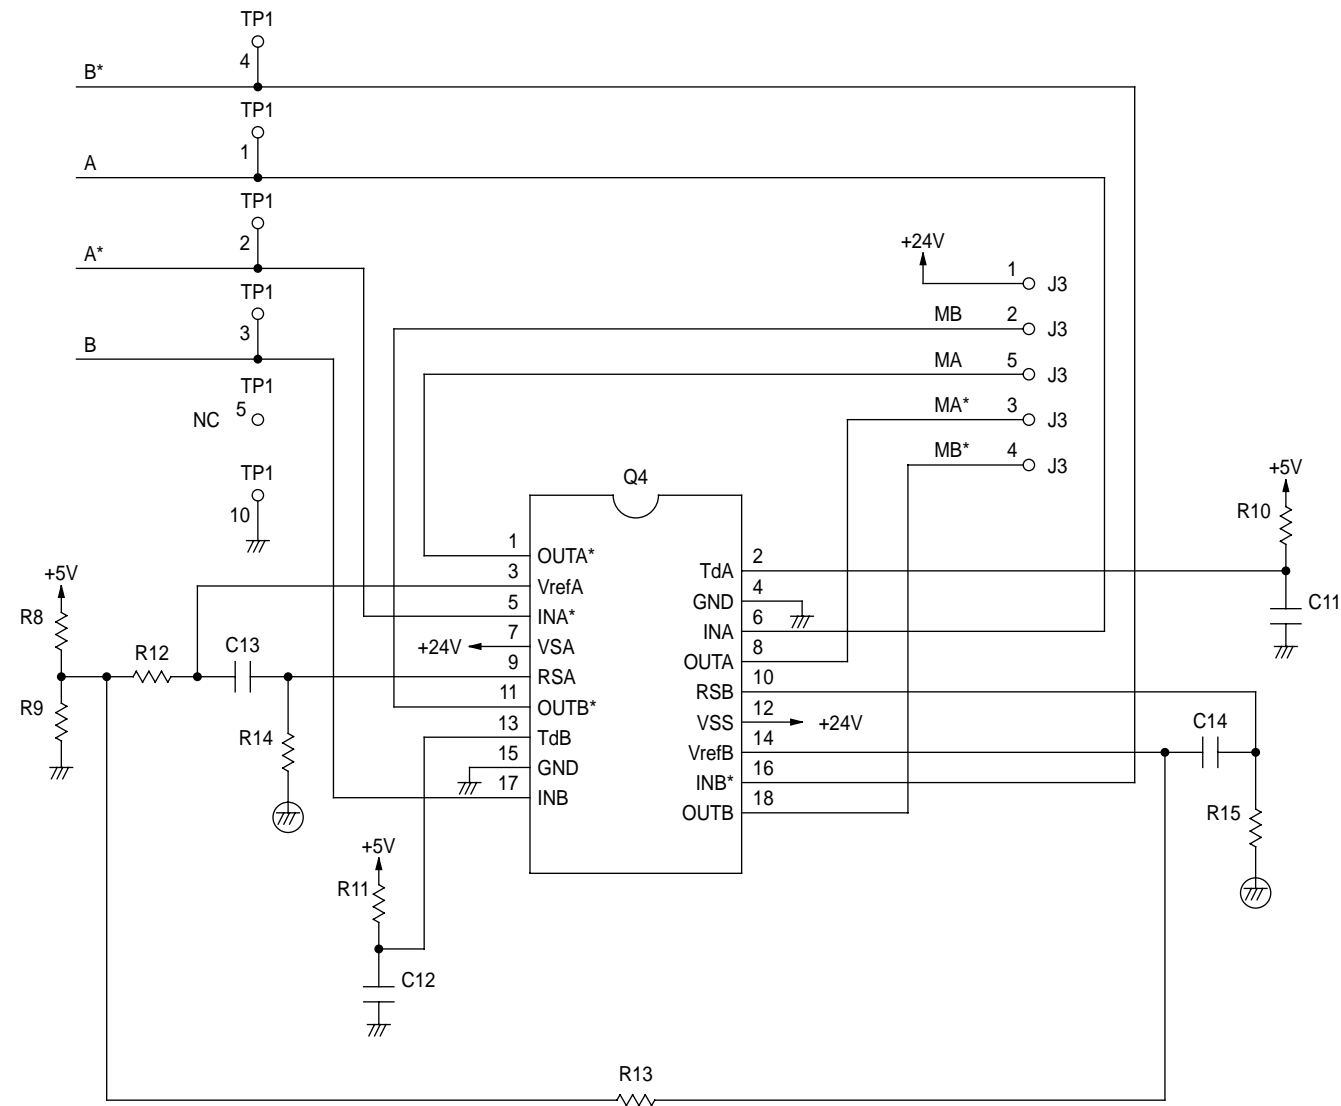 TP1
4
B*
TP1
1
A
TP1
2
A*
TP1
3
B
TP1
5
NC
TP1
10
+24V
1 J3
MB 2 J3
MA 5 J3
MA* 3 J3
MB* 4 J3
Q4
+5V
R10
C11
1 OUTA*
3 VrefA
5 INA*
7 VSA
+24V
9 RSA
11 OUTB*
13 TdB
15 GND
17 INB
TdA 2
GND 4
INA 6
OUTA 8
RSB 10
VSS 12
+24V
VrefB 14
INB* 16
OUTB 18
+5V
R8
R9
R12
C13
R14
C14
R15
+5V
R11
C12
R13